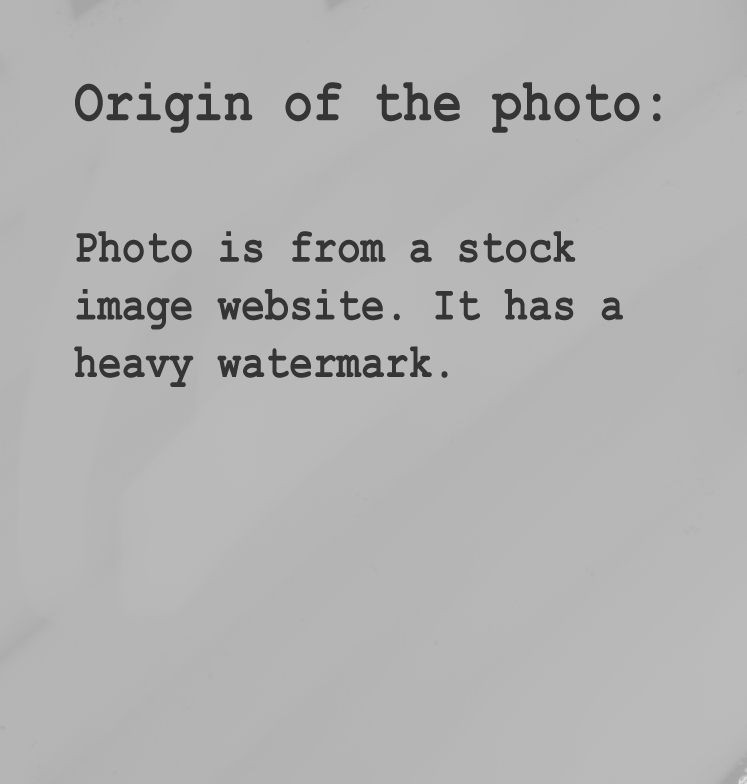 Origin of the photo:
Photo is from a stock
image website. It has a
heavy watermark.